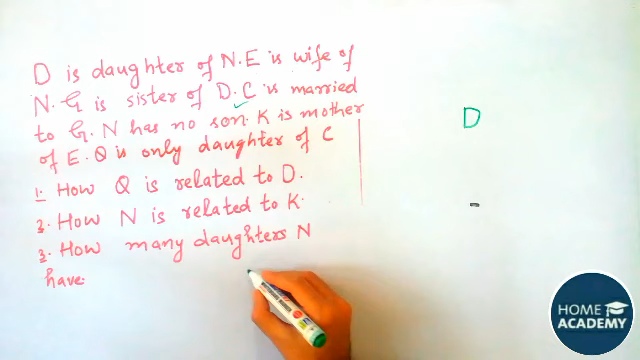 D is daughter of N. E is wife of
N. G is sister of D. C is married
to G. N has no son. K is mother
of E. Q is only daughter of C
1. How Q is related to D.
2. How N is related to K.
3. How many daughters N
have.
D
HOME
ACADEMY